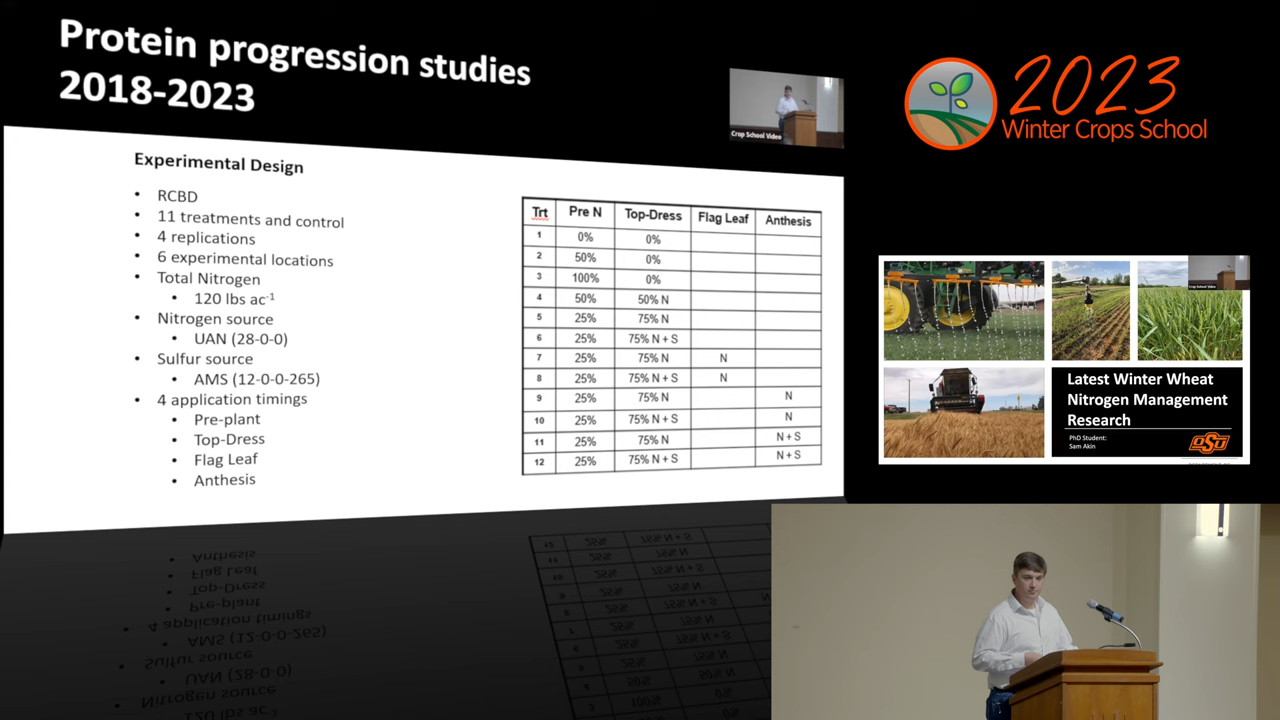 Protein progression studies
2018-2023
Crop School Video
2023
Winter Crops School
Experimental Design
• RCBD
• 11 treatments and control
• 4 replications
• 6 experimental locations
• Total Nitrogen
• 120 lbs ac-1
• Nitrogen source
• UAN (28-0-0)
• Sulfur source
• AMS (12-0-0-265)
• 4 application timings
• Pre-plant
• Top-Dress
• Flag Leaf
• Anthesis
Trt Pre N Top-Dress Flag Leaf Anthesis
1 0% 0%
2 50% 0%
3 100% 0%
4 50% 50% N
5 25% 75% N
6 25% 75% N + S
7 25% 75% N N
8 25% 75% N + S N
9 25% 75% N N
10 25% 75% N + S N
11 25% 75% N N + S
12 25% 75% N + S N + S
Crop School Video
Latest Winter Wheat
Nitrogen Management
Research
PhD Student:
Sam Akin
OSU